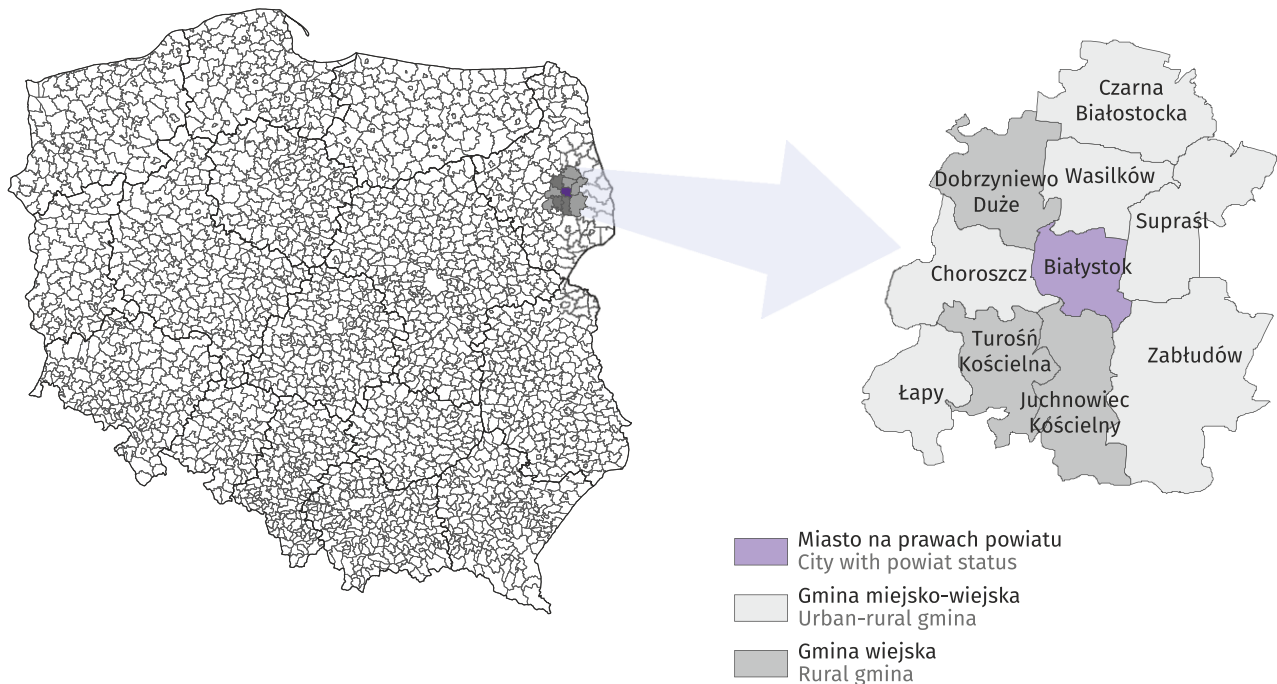 Czarna
Białostocka
Dobrzyniewo
Duże
Wasilków
Supraśl
Choroszcz
Białystok
Turośń
Kościelna
Zabłudów
Łapy
Juchnowiec
Kościelny
Miasto na prawach powiatu
City with powiat status
Gmina miejsko-wiejska
Urban-rural gmina
Gmina wiejska
Rural gmina